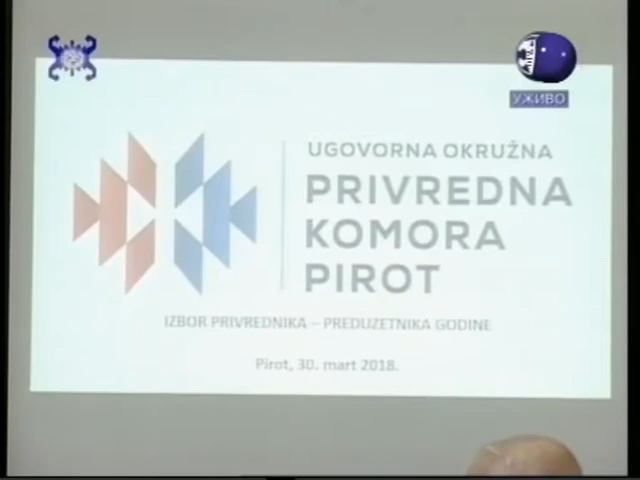 УЖИВО
UGOVORNA OKRUŽNA
PRIVREDNA
KOMORA
PIROT
IZBOR PRIVREDNIKA – PREDUZETNIKA GODINE
Pirot, 30. mart 2018.